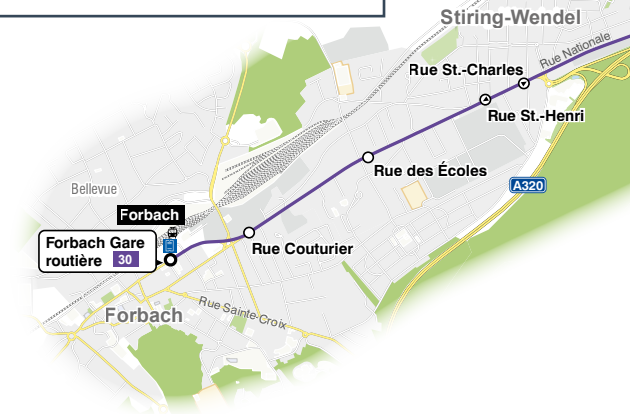 Stiring-Wendel
Rue Nationale
Rue St.-Charles
Rue St.-Henri
Rue des Écoles
A320
Bellevue
Forbach
Forbach Gare
routière 30
Rue Couturier
Rue Sainte-Croix
Forbach